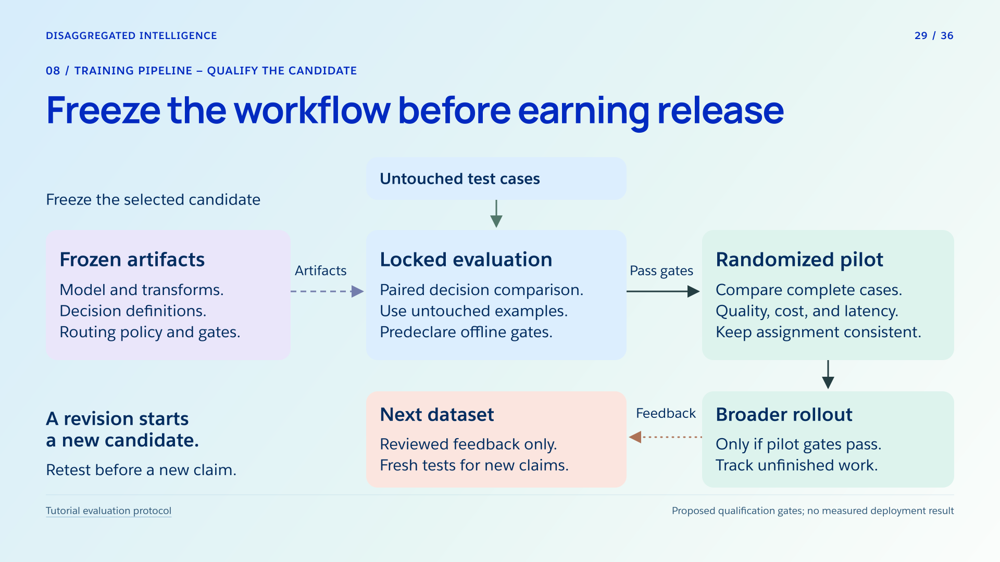 DISAGGREGATED INTELLIGENCE
29 / 36
08 / TRAINING PIPELINE – QUALIFY THE CANDIDATE
Freeze the workflow before earning release
Untouched test cases
Freeze the selected candidate
Frozen artifacts
Model and transforms.
Decision definitions.
Routing policy and gates.
Artifacts
Locked evaluation
Paired decision comparison.
Use untouched examples.
Predeclare offline gates.
Pass gates
Randomized pilot
Compare complete cases.
Quality, cost, and latency.
Keep assignment consistent.
A revision starts
a new candidate.
Retest before a new claim.
Next dataset
Reviewed feedback only.
Fresh tests for new claims.
Feedback
Broader rollout
Only if pilot gates pass.
Track unfinished work.
Tutorial evaluation protocol
Proposed qualification gates; no measured deployment result